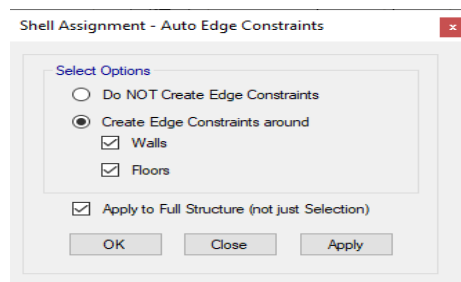 Shell Assignment - Auto Edge Constraints
x
Select Options
Do NOT Create Edge Constraints
Create Edge Constraints around
Walls
Floors
Apply to Full Structure (not just Selection)
OK Close Apply